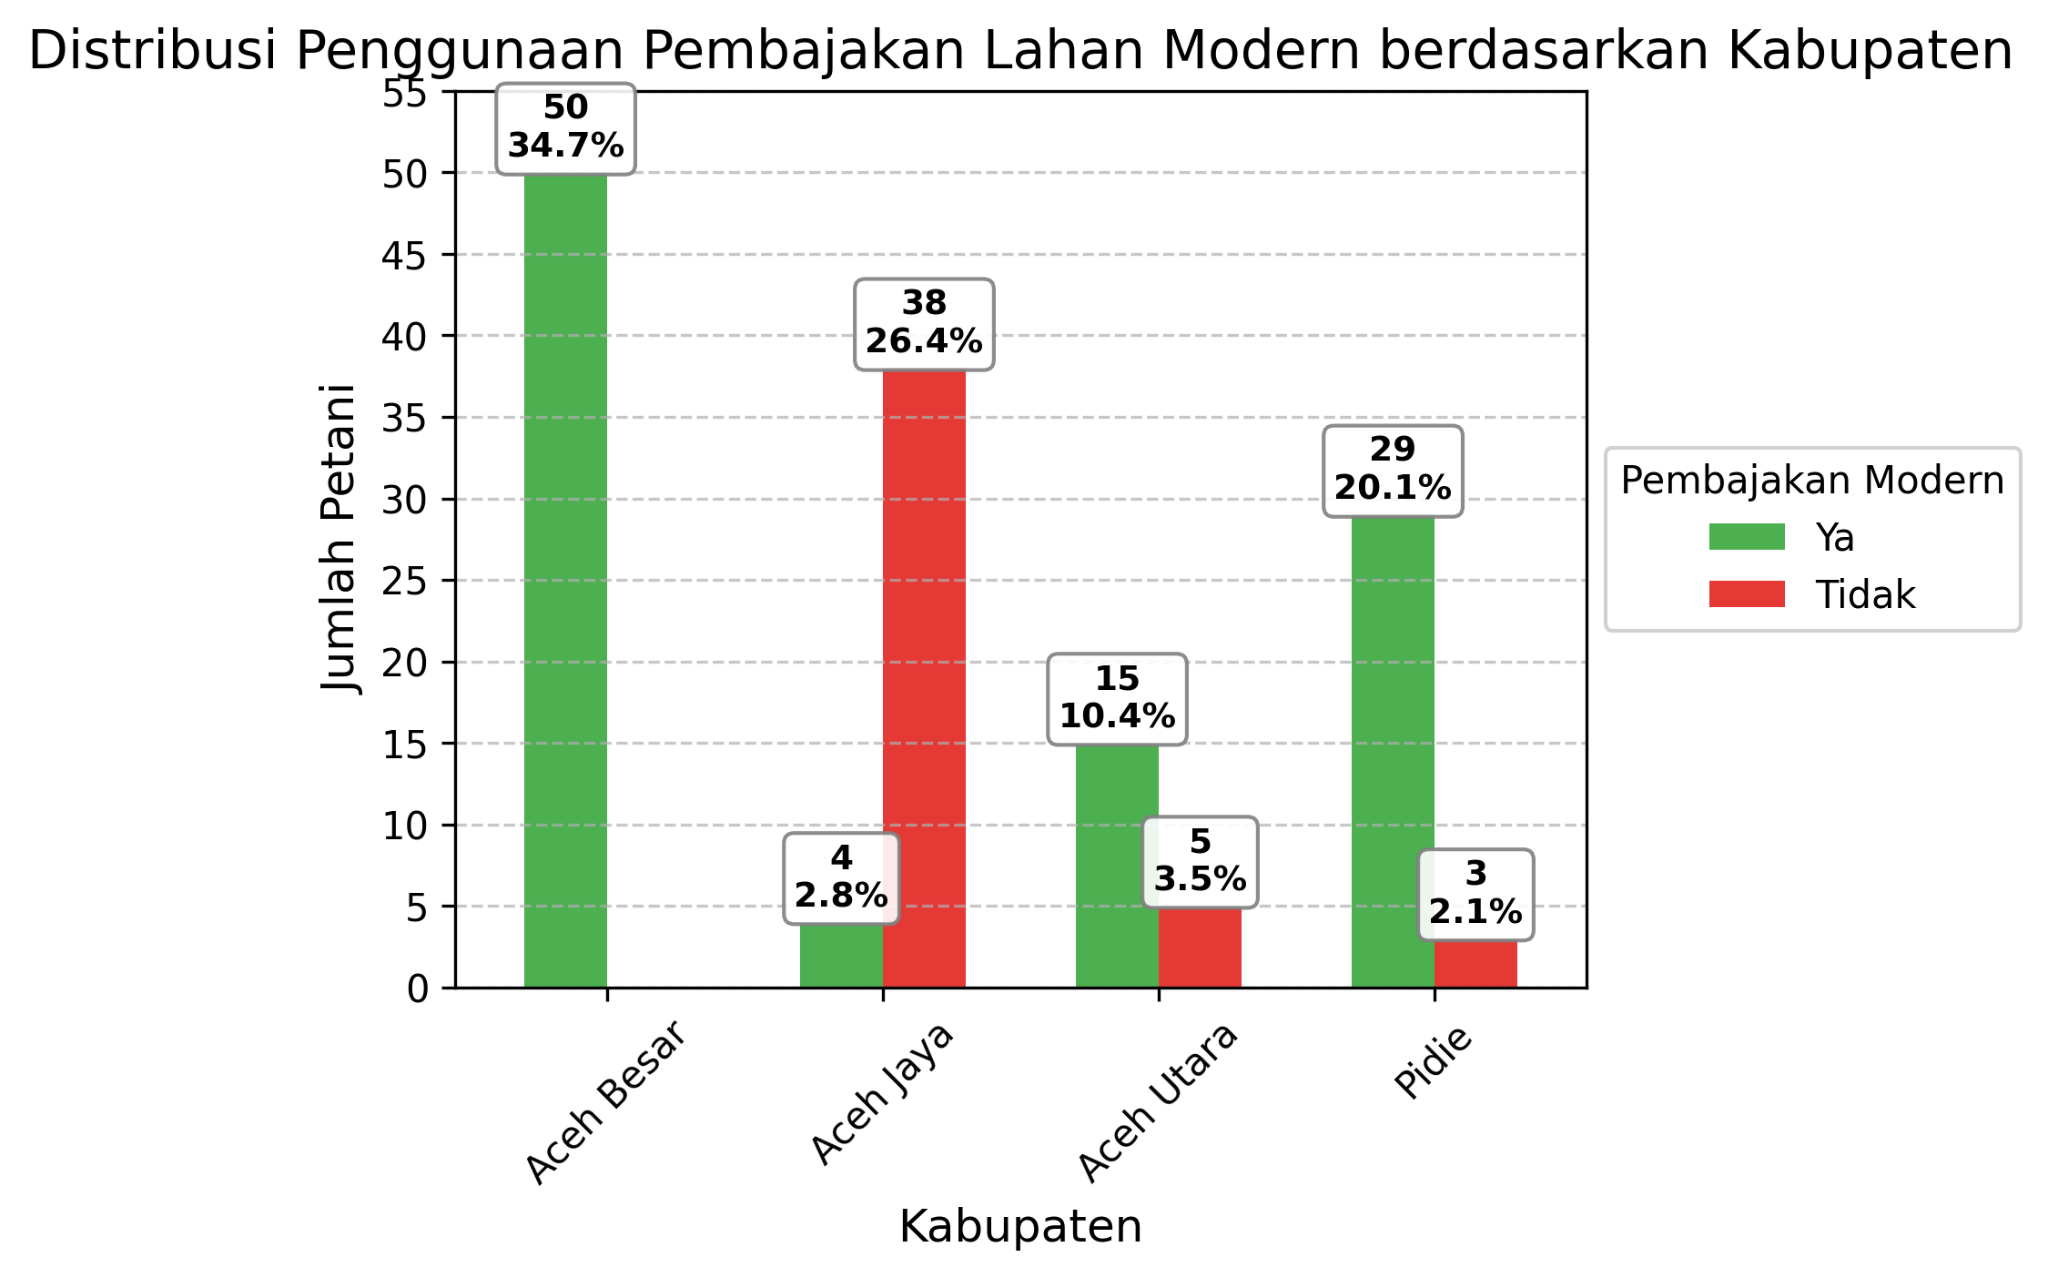 Distribusi Penggunaan Pembajakan Lahan Modern berdasarkan Kabupaten
Jumlah Petani
55
50
45
40
35
30
25
20
15
10
5
0
50
34.7%
4
2.8%
38
26.4%
15
10.4%
5
3.5%
29
20.1%
3
2.1%
Aceh Besar
Aceh Jaya
Aceh Utara
Pidie
Kabupaten
Pembajakan Modern
Ya
Tidak